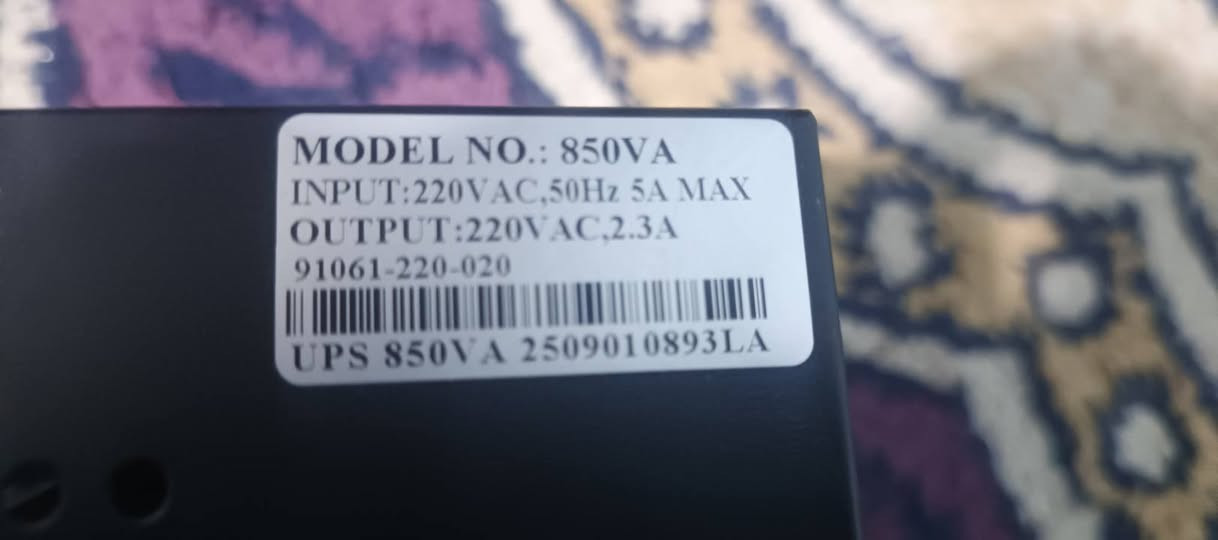 MODEL NO.: 850VA
INPUT:220VAC,50Hz 5A MAX
OUTPUT:220VAC,2.3A
91061-220-020
UPS 850VA 2509010893LA